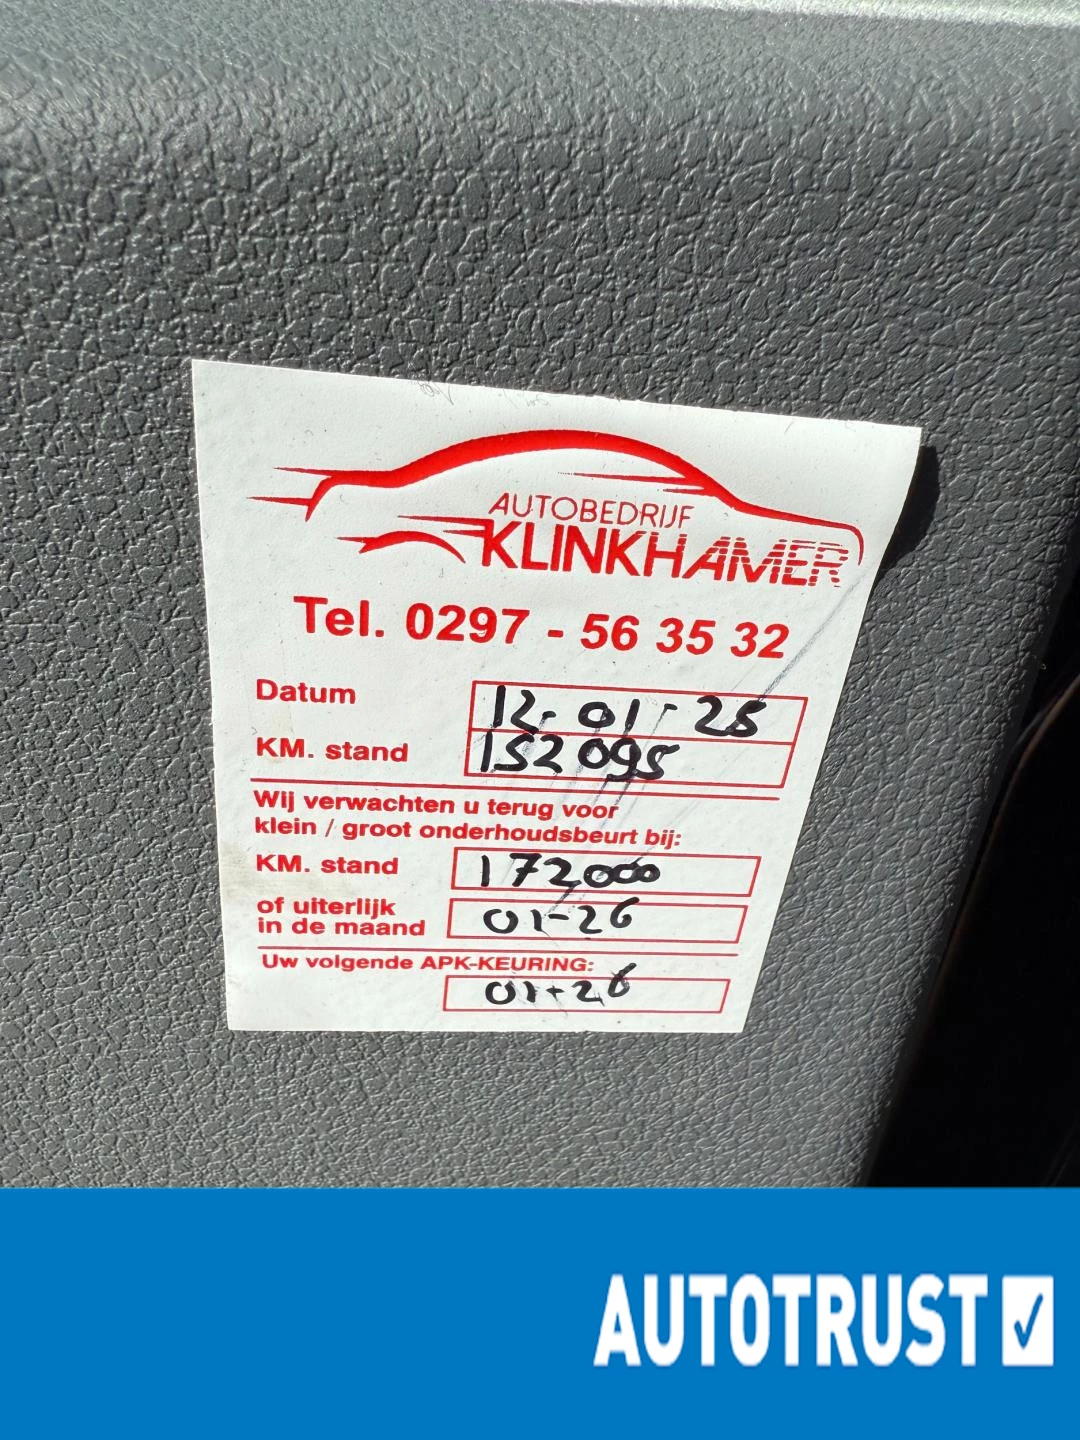 AUTOBEDRIJF
KLINKHAMER
Tel. 0297 - 56 35 32
Datum 12-01-25
KM. stand 152095
Wij verwachten u terug voor
klein / groot onderhoudsbeurt bij:
KM. stand 172000
of uiterlijk
in de maand 01-26
Uw volgende APK-KEURING:
01-26
AUTOTRUST